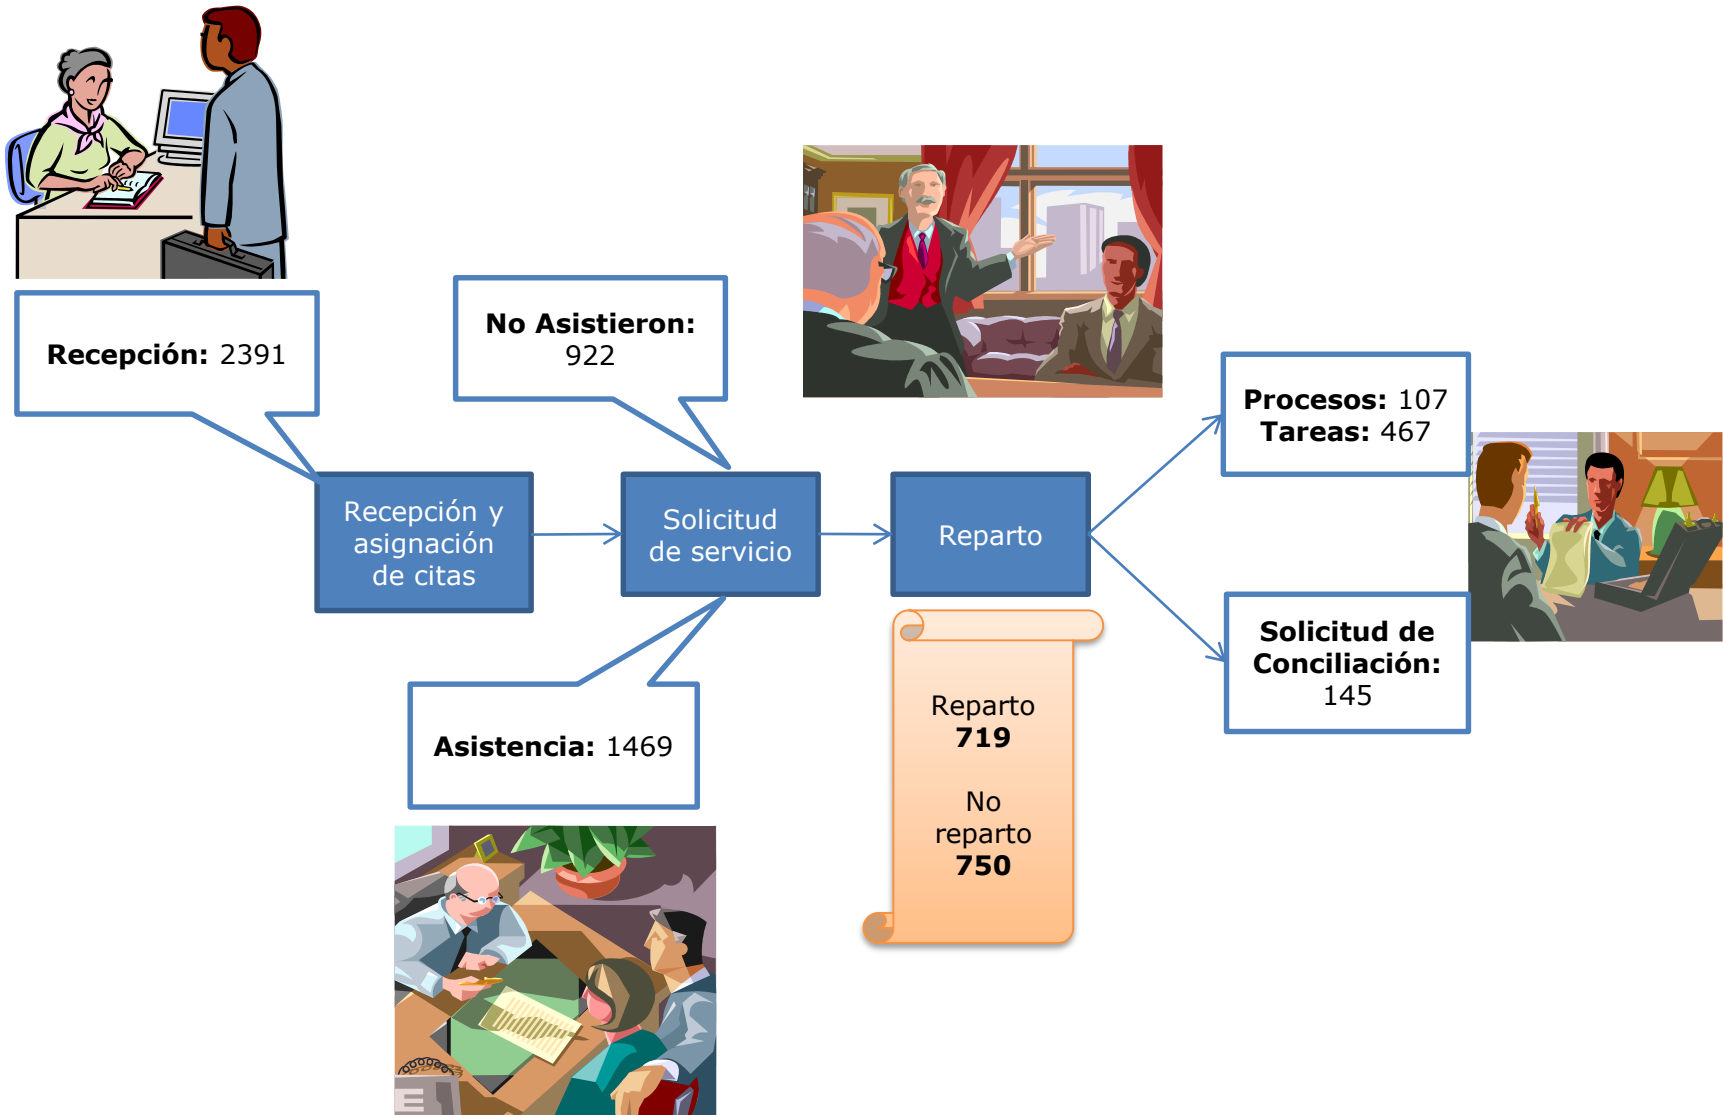 Recepción: 2391
No Asistieron:
922
Recepción y
asignación
de citas
Solicitud
de servicio
Reparto
Asistencia: 1469
Reparto
719
No
reparto
750
Procesos: 107
Tareas: 467
Solicitud de
Conciliación:
145